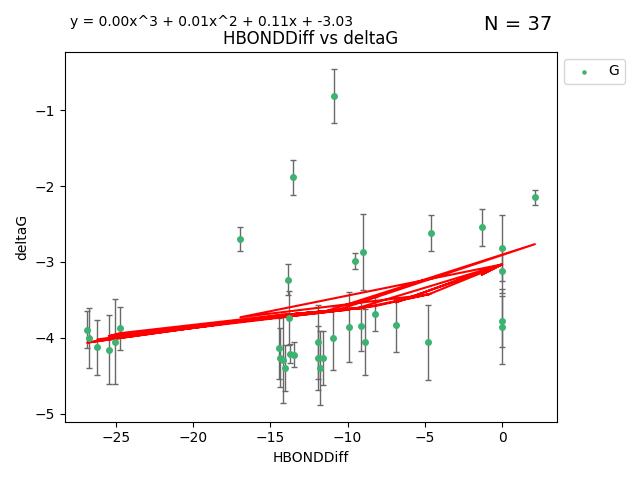 y = 0.00x^3 + 0.01x^2 + 0.11x + -3.03
N = 37
HBONDDiff vs deltaG
G
−1
−2
−3
−4
−5
deltaG
−25 −20 −15 −10 −5 0
HBONDDiff